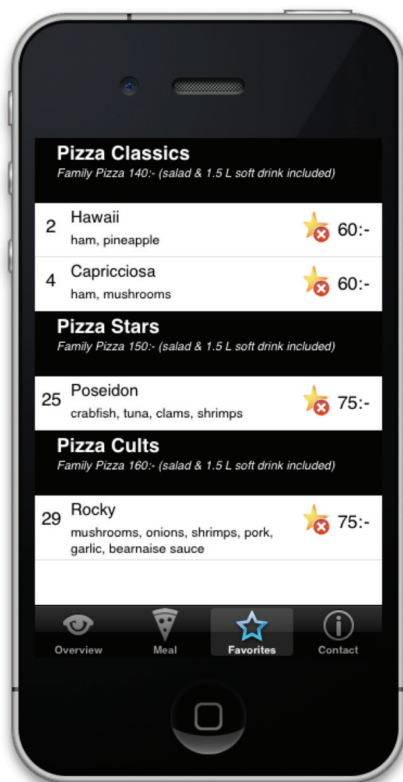 Pizza Classics
Family Pizza 140:- (salad & 1.5 L soft drink included)
2 Hawaii 60:-
ham, pineapple
4 Capricciosa 60:-
ham, mushrooms
Pizza Stars
Family Pizza 150:- (salad & 1.5 L soft drink included)
25 Poseidon 75:-
crabfish, tuna, clams, shrimps
Pizza Cults
Family Pizza 160:- (salad & 1.5 L soft drink included)
29 Rocky 75:-
mushrooms, onions, shrimps, pork,
garlic, bearnaise sauce
Overview Meal Favorites Contact